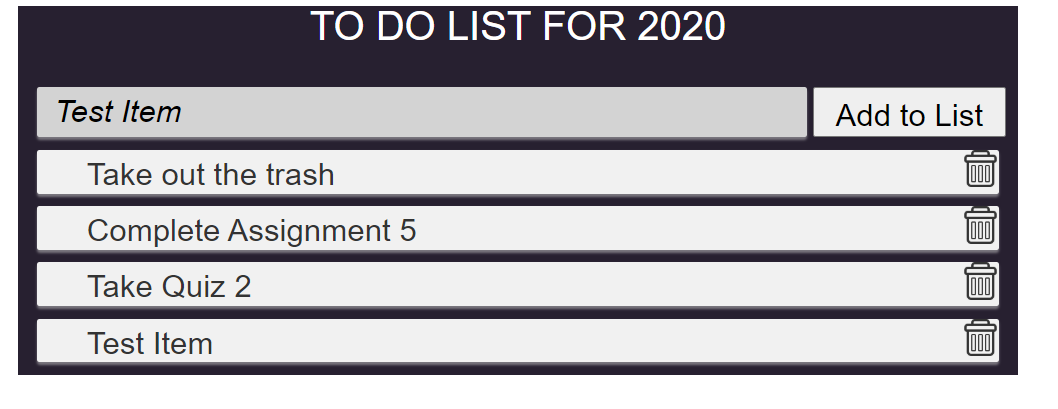 TO DO LIST FOR 2020
Test Item
Add to List
Take out the trash
Complete Assignment 5
Take Quiz 2
Test Item